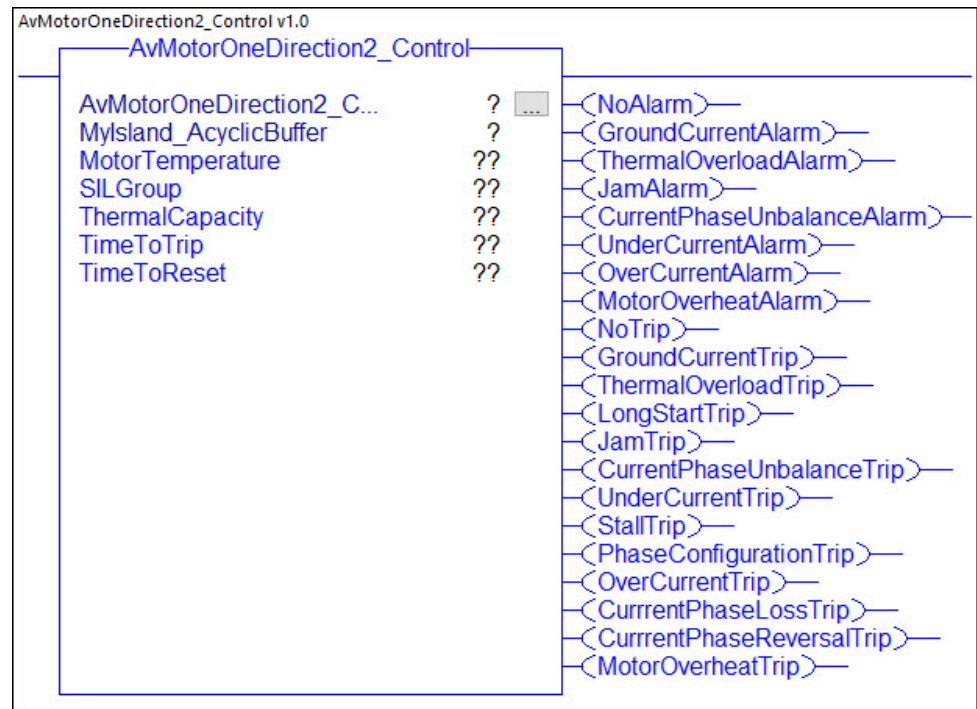 AvMotorOneDirection2_Control v1.0
AvMotorOneDirection2_Control
AvMotorOneDirection2_C... ? ... NoAlarm
MyIsland_AcyclicBuffer ? GroundCurrentAlarm
MotorTemperature ?? ThermalOverloadAlarm
SILGroup ?? JamAlarm
ThermalCapacity ?? CurrentPhaseUnbalanceAlarm
TimeToTrip ?? UnderCurrentAlarm
TimeToReset ?? OverCurrentAlarm
MotorOverheatAlarm
NoTrip
GroundCurrentTrip
ThermalOverloadTrip
LongStartTrip
JamTrip
CurrentPhaseUnbalanceTrip
UnderCurrentTrip
StallTrip
PhaseConfigurationTrip
OverCurrentTrip
CurrrentPhaseLossTrip
CurrrentPhaseReversalTrip
MotorOverheatTrip